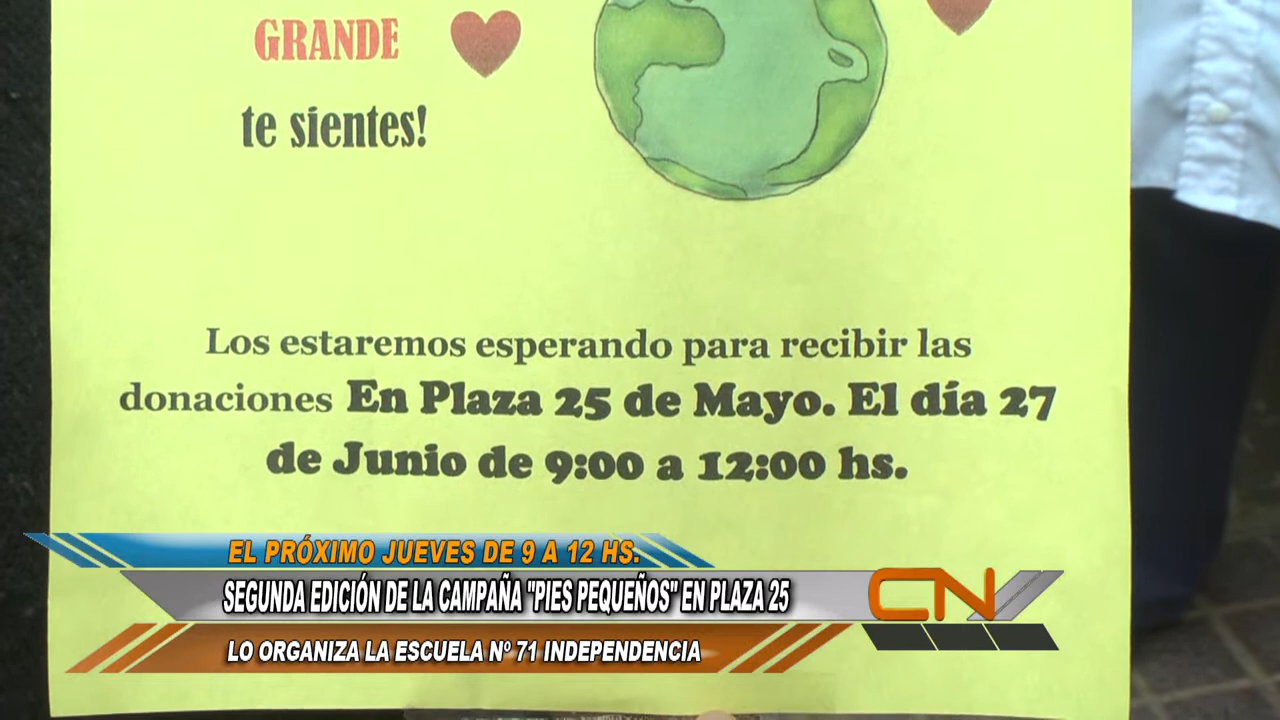 GRANDE
te sientes!
Los estaremos esperando para recibir las
donaciones En Plaza 25 de Mayo. El día 27
de Junio de 9:00 a 12:00 hs.
EL PRÓXIMO JUEVES DE 9 A 12 HS.
SEGUNDA EDICIÓN DE LA CAMPAÑA "PIES PEQUEÑOS" EN PLAZA 25
CN
LO ORGANIZA LA ESCUELA Nº 71 INDEPENDENCIA